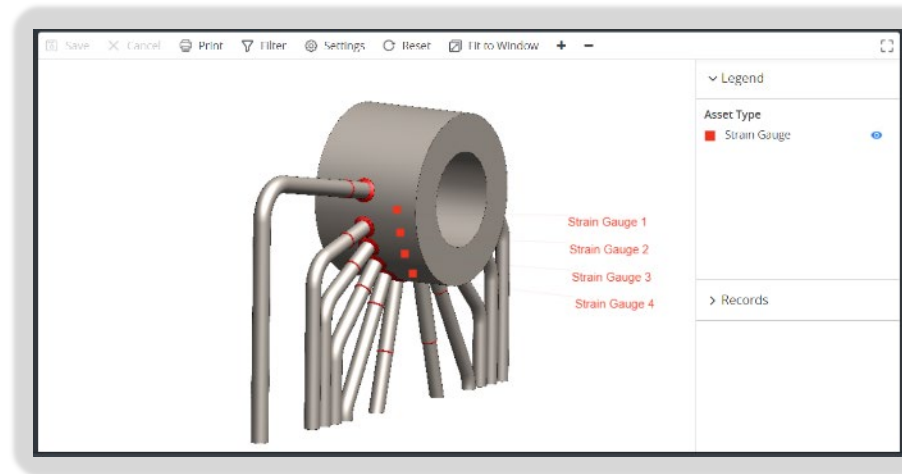 Save Cancel Print Filter Settings Reset Fit to Window
Legend
Asset Type
Strain Gauge
Strain Gauge 1
Strain Gauge 2
Strain Gauge 3
Strain Gauge 4
Records